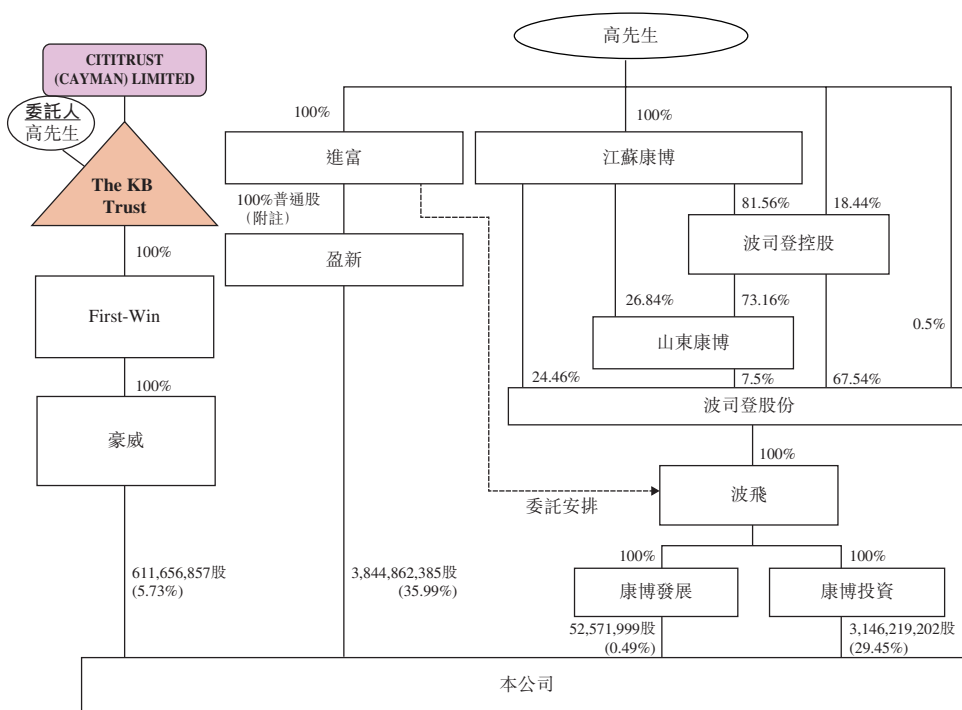 高先生
CITITRUST
(CAYMAN) LIMITED
委託人
高先生
The KB
Trust
100%
100%
進富
江蘇康博
100%普通股
(附註)
81.56%
18.44%
100%
盈新
波司登控股
First-Win
26.84%
73.16%
0.5%
山東康博
100%
24.46%
7.5%
67.54%
豪威
波司登股份
100%
波飛
委託安排
100%
100%
611,656,857股
(5.73%)
3,844,862,385股
(35.99%)
康博發展
康博投資
52,571,999股
(0.49%)
3,146,219,202股
(29.45%)
本公司